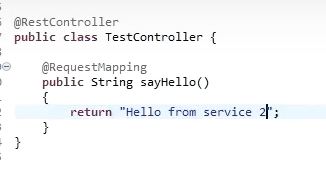 @RestController
public class TestController {
@RequestMapping
public String sayHello()
{
return "Hello from service 2";
}
}